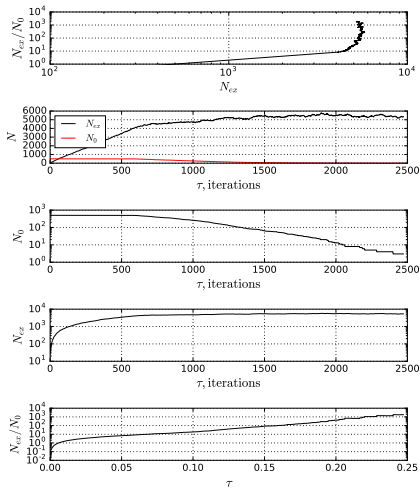 N_ex/N_0
10^4
10^3
10^2
10^1
10^0
10^2 10^3 10^4
N_ex
N
6000
5000
4000
3000
2000
1000
0
N_ex
N_0
0 500 1000 1500 2000 2500
τ, iterations
N_0
10^3
10^2
10^1
10^0
0 500 1000 1500 2000 2500
τ, iterations
N_ex
10^4
10^3
10^2
10^1
0 500 1000 1500 2000 2500
τ, iterations
N_ex/N_0
10^4
10^3
10^2
10^1
10^0
10^-1
10^-2
0.00 0.05 0.10 0.15 0.20 0.25
τ